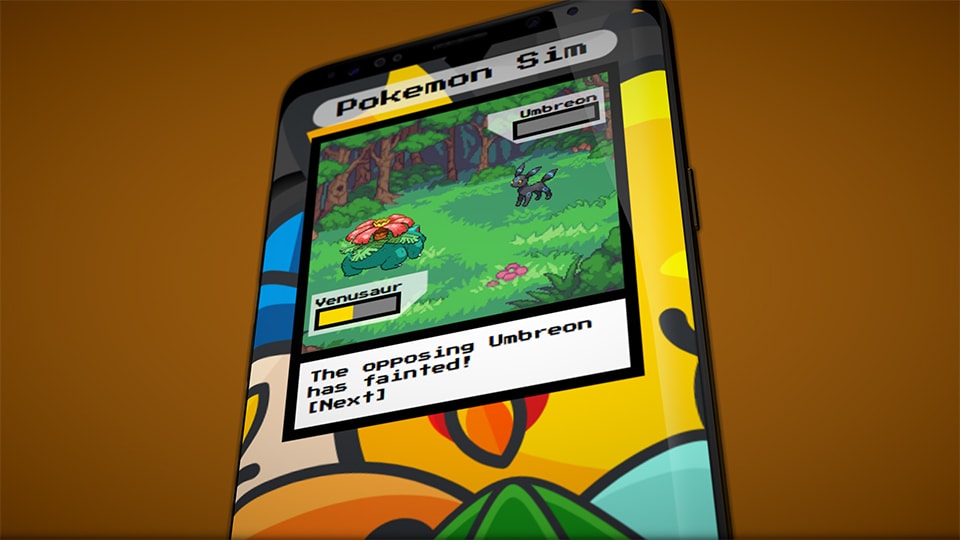 Pokemon Sim
Umbreon
Venusaur
The opposing Umbreon
has fainted!
[Next]